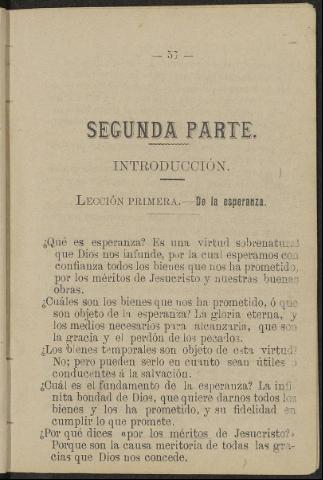 — 57 —
SEGUNDA PARTE.
INTRODUCCIÓN.
LECCIÓN PRIMERA.—De la esperanza.
¿Qué es esperanza? Es una virtud sobrenatural
que Dios nos infunde, por la cual esperamos con
confianza todos los bienes que nos ha prometido,
por los méritos de Jesucristo y nuestras buenas
obras.
¿Cuáles son los bienes que nos ha prometido, ó que
son objeto de la esperanza? La gloria eterna, y
los medios necesarios para alcanzarla, que son
la gracia y el perdón de los pecados.
¿Los bienes temporales son objeto de esta virtud?
No; pero pueden serlo en cuanto sean útiles ó
conducentes á la salvación.
¿Cuál es el fundamento de la esperanza? La infi
nita bondad de Dios, que quiere darnos todos los
bienes y los ha prometido, y su fidelidad en
cumplir lo que promete.
¿Por qué dices «por los méritos de Jesucristo?»
Porque son la causa meritoria de todas las gra-
cias que Dios nos concede.